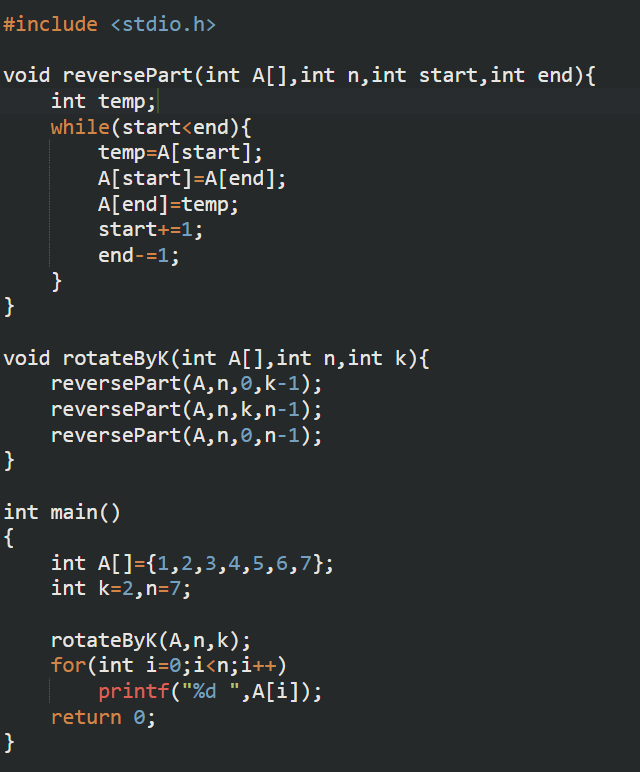 #include <stdio.h>

void reversePart(int A[],int n,int start,int end){
    int temp;
    while(start<end){
        temp=A[start];
        A[start]=A[end];
        A[end]=temp;
        start+=1;
        end-=1;
    }
}

void rotateByK(int A[],int n,int k){
    reversePart(A,n,0,k-1);
    reversePart(A,n,k,n-1);
    reversePart(A,n,0,n-1);
}

int main()
{
    int A[]={1,2,3,4,5,6,7};
    int k=2,n=7;

    rotateByK(A,n,k);
    for(int i=0;i<n;i++)
        printf("%d ",A[i]);
    return 0;
}